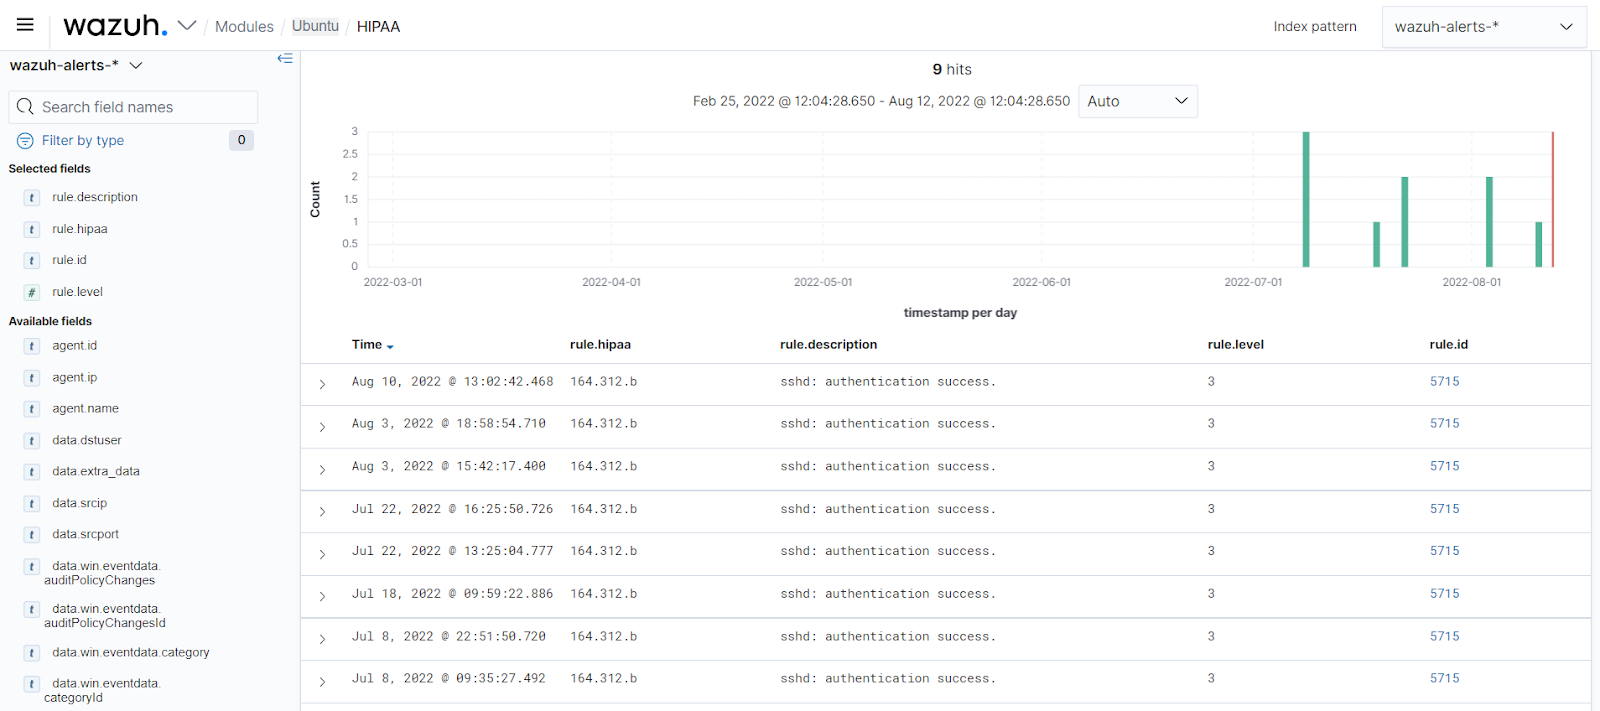 wazuh. / Modules / Ubuntu / HIPAA
Index pattern
wazuh-alerts-*
wazuh-alerts-*
Search field names
Filter by type
0
Selected fields
t rule.description
t rule.hipaa
t rule.id
# rule.level
Available fields
t agent.id
t agent.ip
t agent.name
t data.dstuser
t data.extra_data
t data.srcip
t data.srcport
t data.win.eventdata.
auditPolicyChanges
t data.win.eventdata.
auditPolicyChangesId
t data.win.eventdata.category
t data.win.eventdata.
categoryId
9 hits
Feb 25, 2022 @ 12:04:28.650 - Aug 12, 2022 @ 12:04:28.650
Auto
Count
3
2.5
2
1.5
1
0.5
0
2022-03-01 2022-04-01 2022-05-01 2022-06-01 2022-07-01 2022-08-01
timestamp per day
Time rule.hipaa rule.description rule.level rule.id
Aug 10, 2022 @ 13:02:42.468 164.312.b sshd: authentication success. 3 5715
Aug 3, 2022 @ 18:58:54.710 164.312.b sshd: authentication success. 3 5715
Aug 3, 2022 @ 15:42:17.400 164.312.b sshd: authentication success. 3 5715
Jul 22, 2022 @ 16:25:50.726 164.312.b sshd: authentication success. 3 5715
Jul 22, 2022 @ 13:25:04.777 164.312.b sshd: authentication success. 3 5715
Jul 18, 2022 @ 09:59:22.886 164.312.b sshd: authentication success. 3 5715
Jul 8, 2022 @ 22:51:50.720 164.312.b sshd: authentication success. 3 5715
Jul 8, 2022 @ 09:35:27.492 164.312.b sshd: authentication success. 3 5715